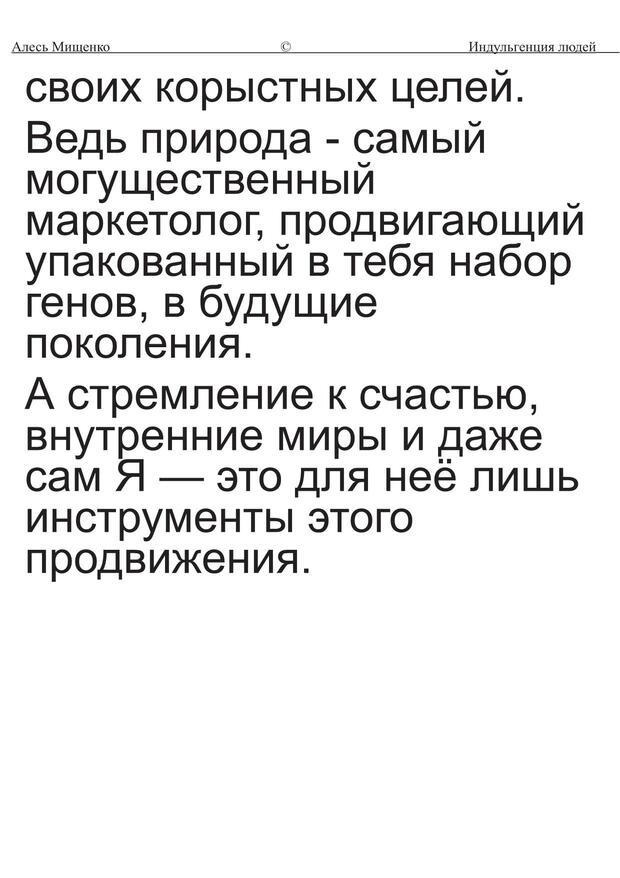 Алесь Мищенко © Индульгенция людей
своих корыстных целей.
Ведь природа - самый
могущественный
маркетолог, продвигающий
упакованный в тебя набор
генов, в будущие
поколения.
А стремление к счастью,
внутренние миры и даже
сам Я — это для неё лишь
инструменты этого
продвижения.